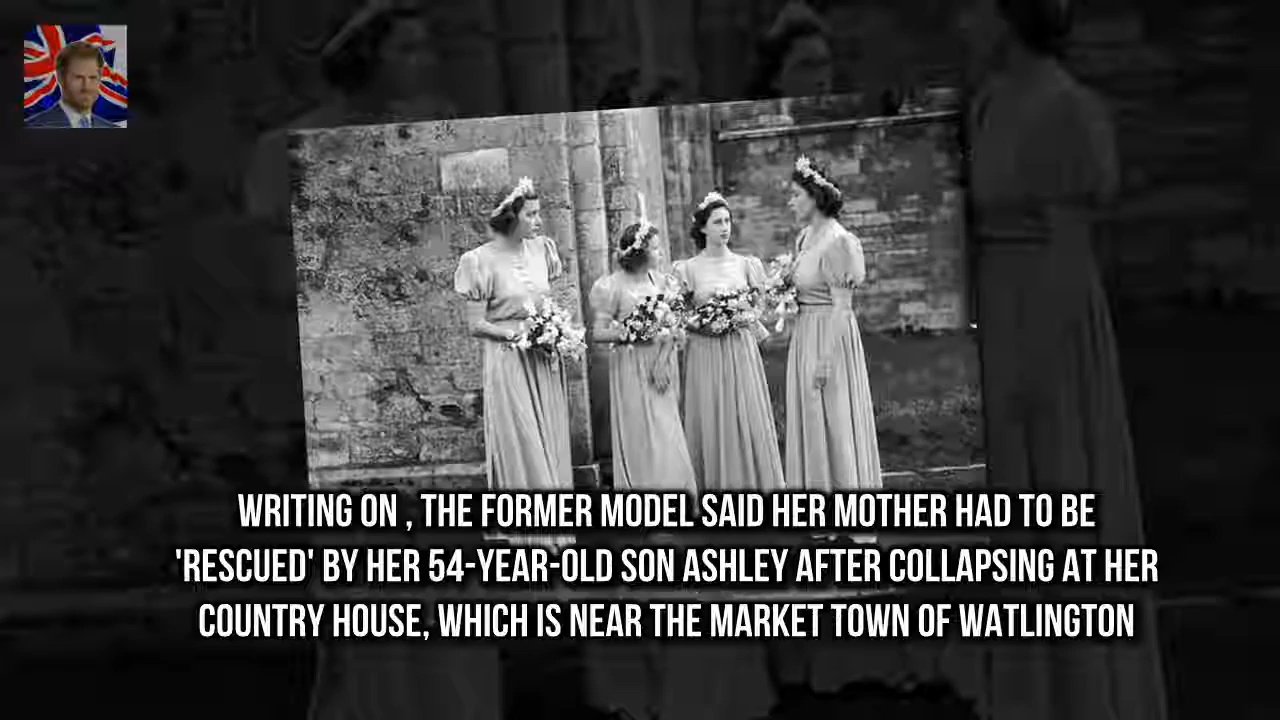 WRITING ON , THE FORMER MODEL SAID HER MOTHER HAD TO BE
'RESCUED' BY HER 54-YEAR-OLD SON ASHLEY AFTER COLLAPSING AT HER
COUNTRY HOUSE, WHICH IS NEAR THE MARKET TOWN OF WATLINGTON